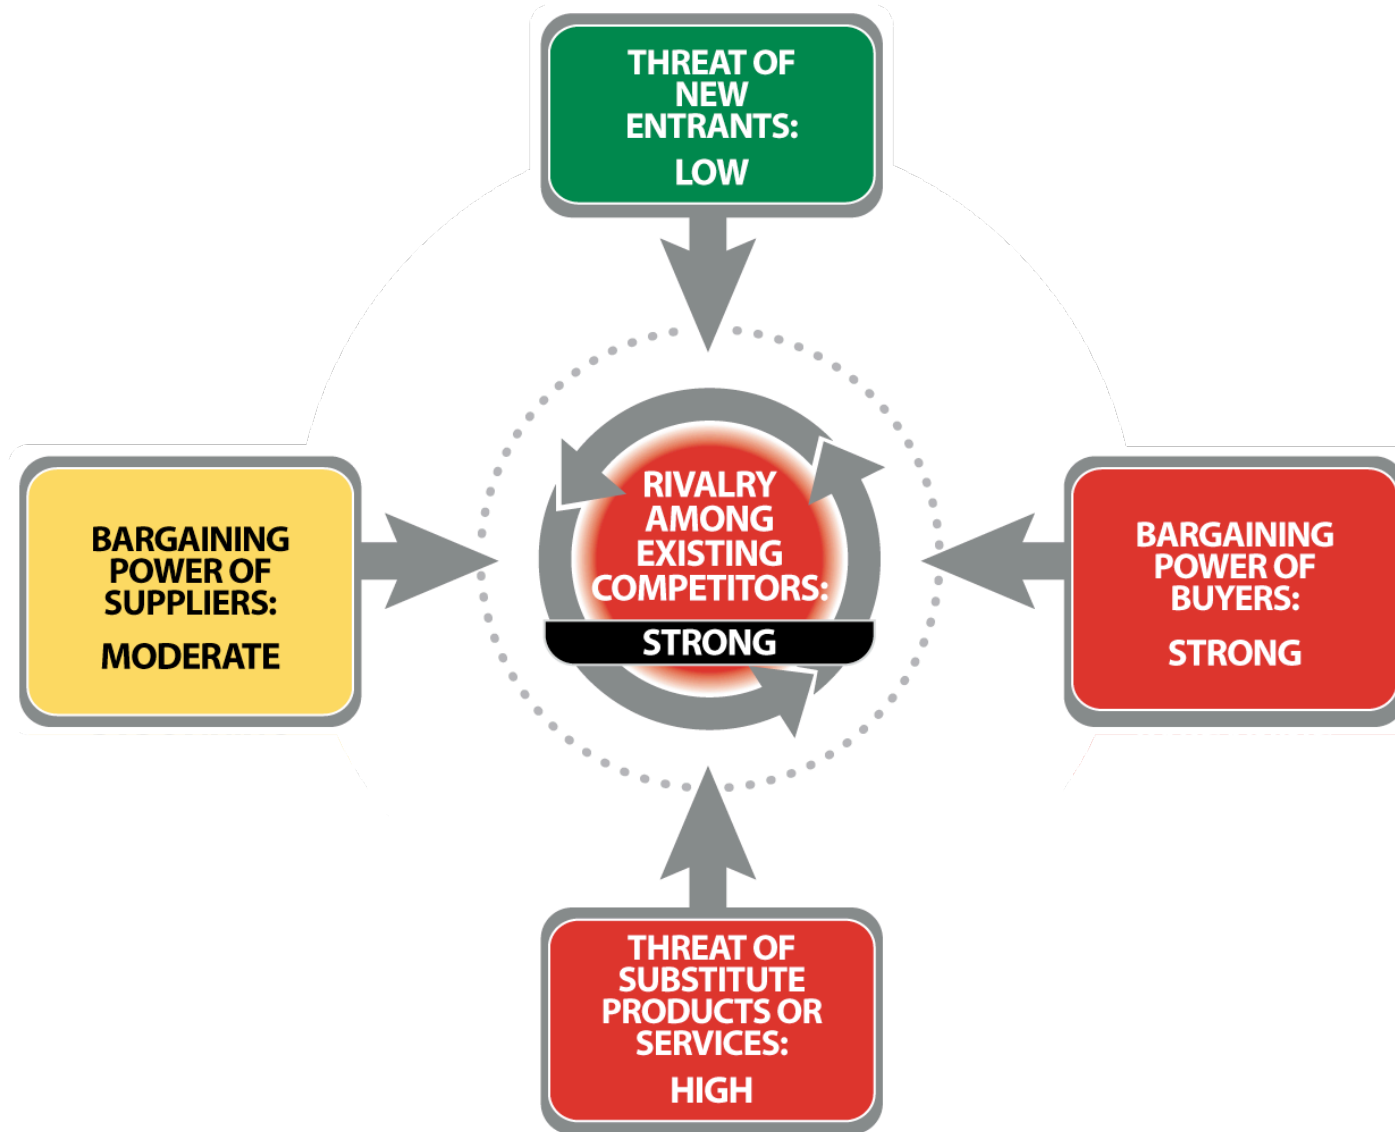 THREAT OF
NEW
ENTRANTS:
LOW
BARGAINING
POWER OF
SUPPLIERS:
MODERATE
RIVALRY
AMONG
EXISTING
COMPETITORS:
STRONG
BARGAINING
POWER OF
BUYERS:
STRONG
THREAT OF
SUBSTITUTE
PRODUCTS OR
SERVICES:
HIGH